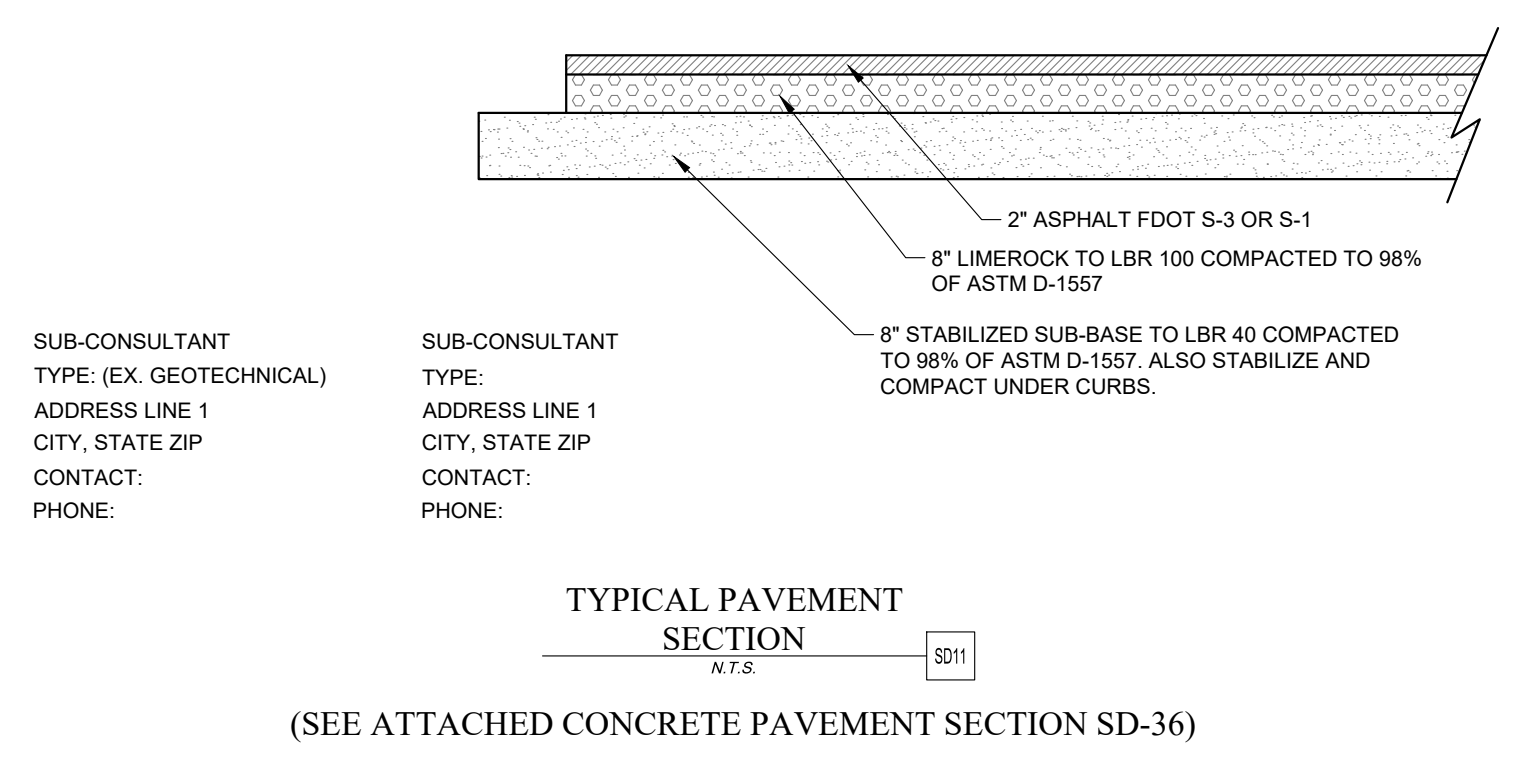 2" ASPHALT FDOT S-3 OR S-1
8" LIMEROCK TO LBR 100 COMPACTED TO 98%
OF ASTM D-1557
8" STABILIZED SUB-BASE TO LBR 40 COMPACTED
TO 98% OF ASTM D-1557. ALSO STABILIZE AND
COMPACT UNDER CURBS.
SUB-CONSULTANT
TYPE: (EX. GEOTECHNICAL)
ADDRESS LINE 1
CITY, STATE ZIP
CONTACT:
PHONE:
SUB-CONSULTANT
TYPE:
ADDRESS LINE 1
CITY, STATE ZIP
CONTACT:
PHONE:
TYPICAL PAVEMENT
SECTION
N.T.S.
SD11
(SEE ATTACHED CONCRETE PAVEMENT SECTION SD-36)